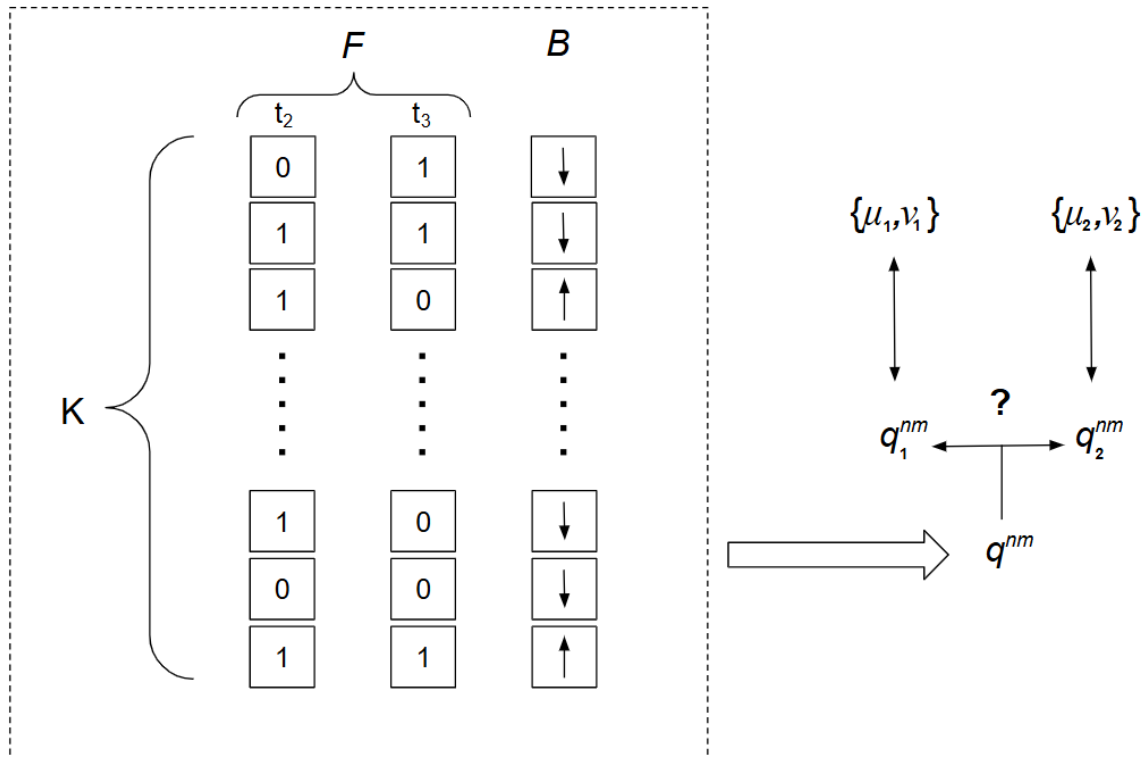 F B
t₂ t₃
0 1 ↓
1 1 ↓
1 0 ↑
K
1 0 ↓
0 0 ↓
1 1 ↑
{μ₁,ν₁} {μ₂,ν₂}
?
q₁ⁿᵐ q₂ⁿᵐ
qⁿᵐ